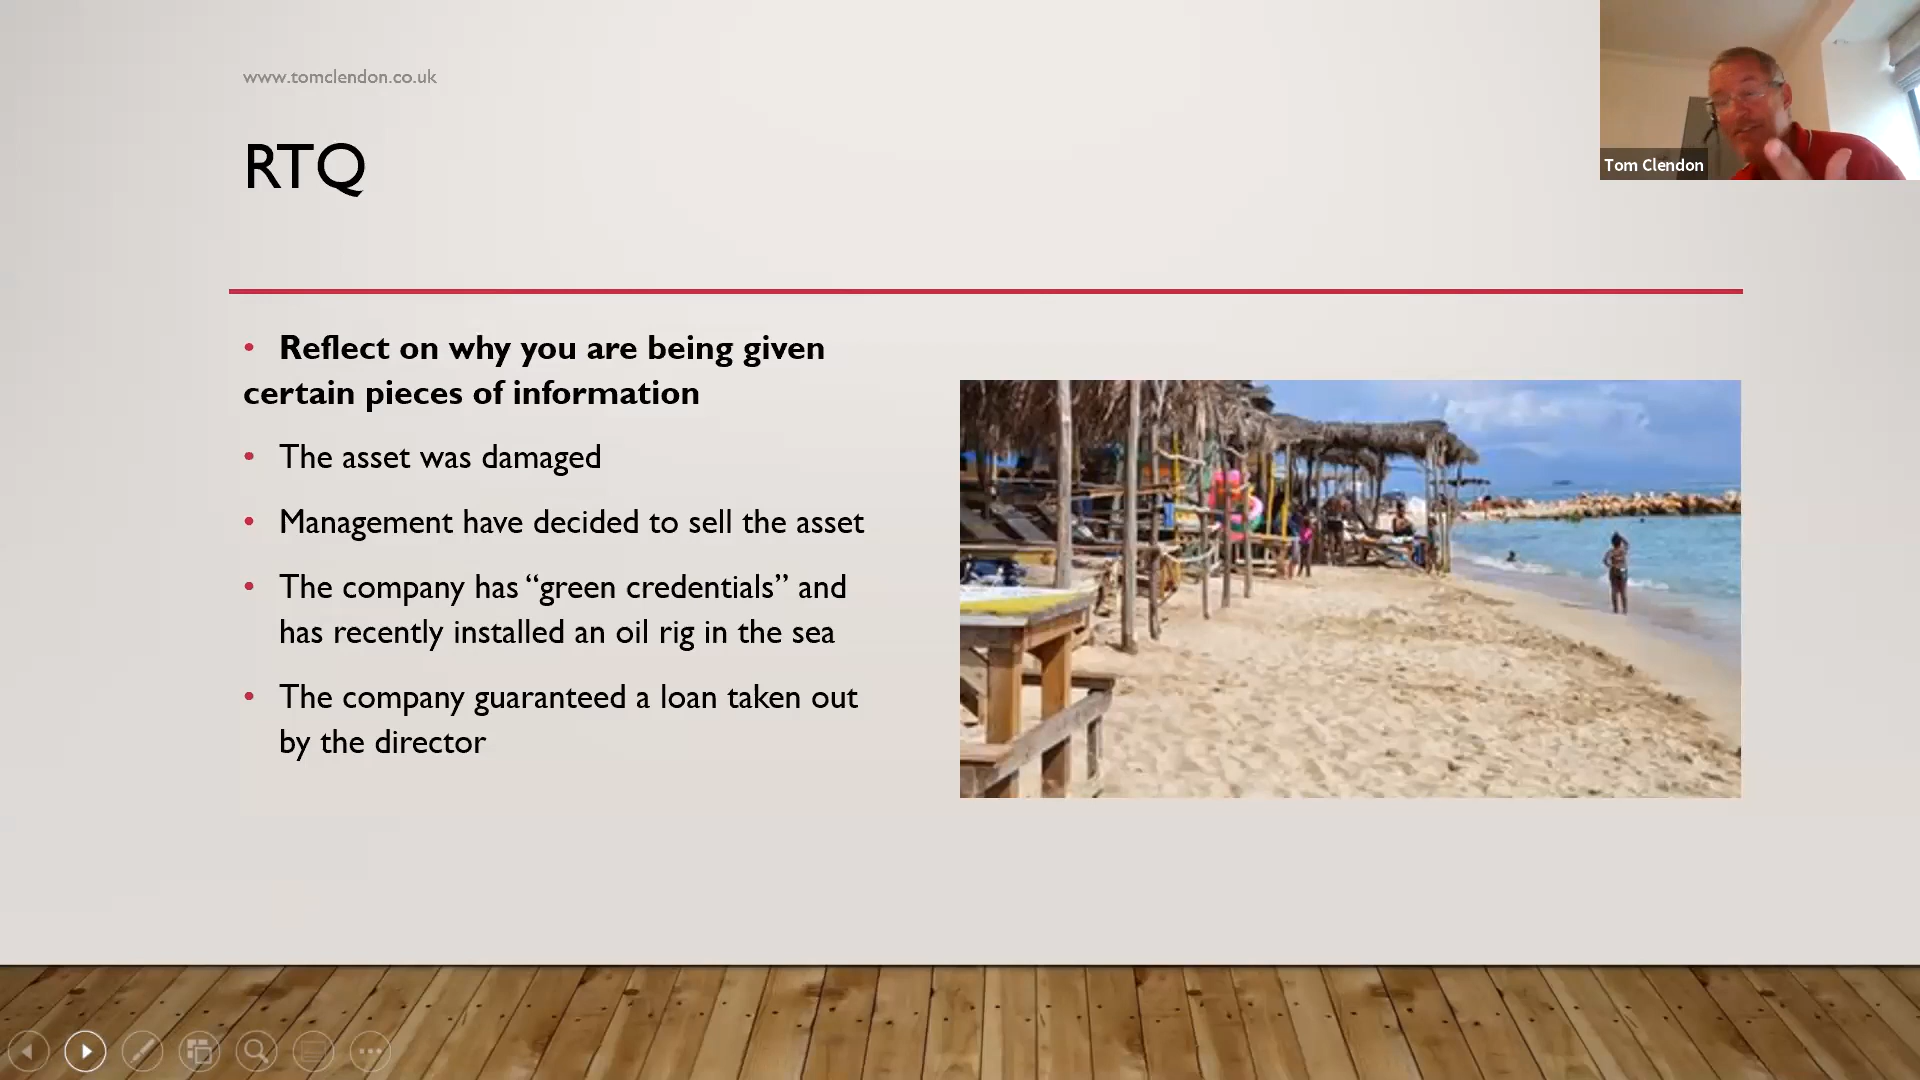 www.tomclendon.co.uk
RTQ
Tom Clendon
• Reflect on why you are being given
certain pieces of information
• The asset was damaged
• Management have decided to sell the asset
• The company has “green credentials” and
has recently installed an oil rig in the sea
• The company guaranteed a loan taken out
by the director